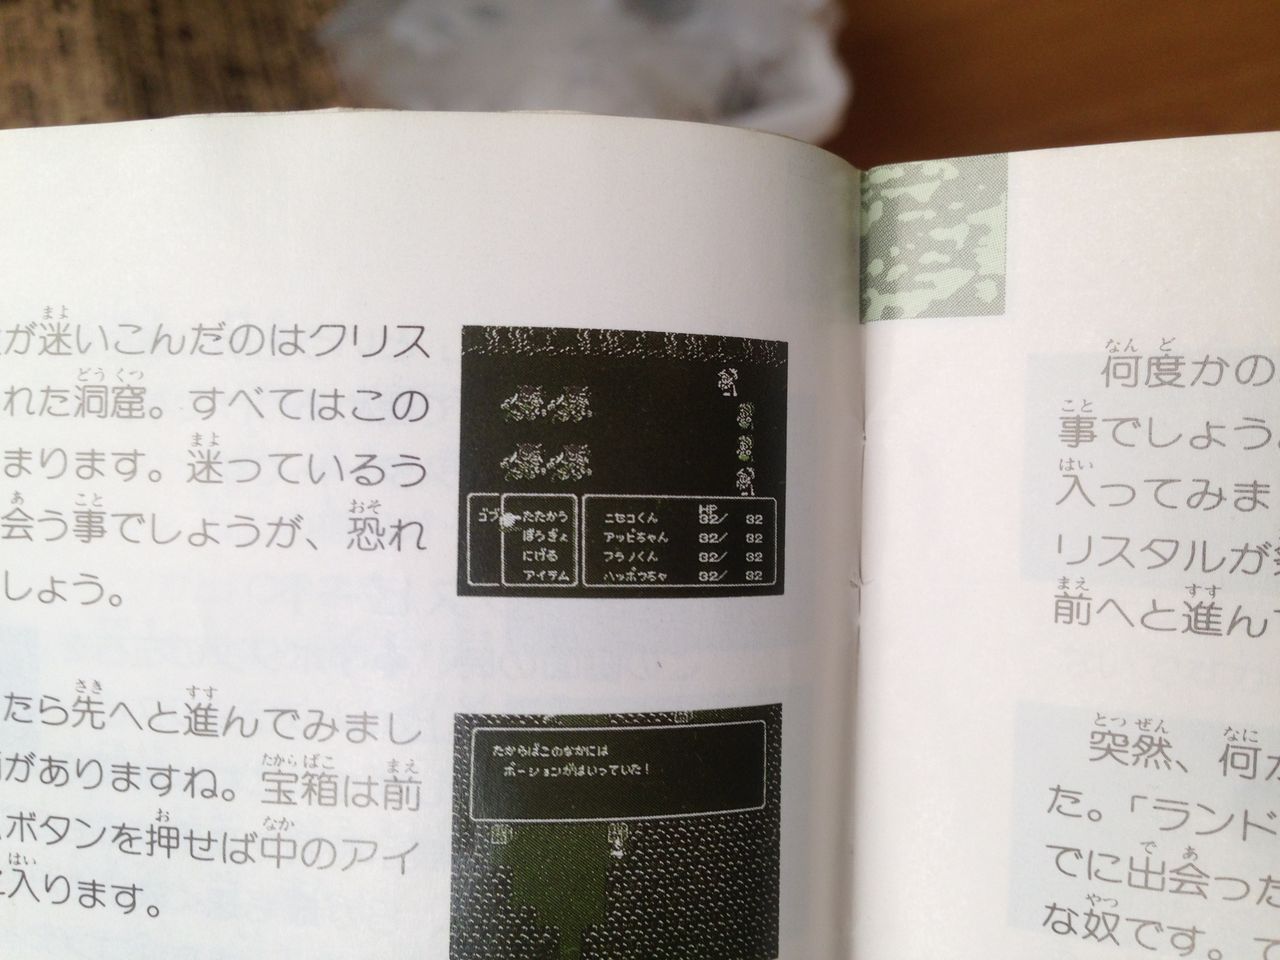 が迷いこんだのはクリス
れた洞窟。すべてはこの
まります。迷っているう
会う事でしょうが、恐れ
しょう。
ゴブ
たたかう
ぼうぎょ
にげる
アイテム
HP
ニセコくん 32/ 32
アッピちゃん 32/ 32
フラノくん 32/ 32
ハッポウちゃ 32/ 32
たら先へと進んでみまし
がありますね。宝箱は前
ボタンを押せば中のアイ
入ります。
たからばこのなかには
ポーションがはいっていた!
何度かの
事でしょう
入ってみま
リスタルが
前へと進ん
突然、何か
た。「ランド
でに出会った
な奴です。